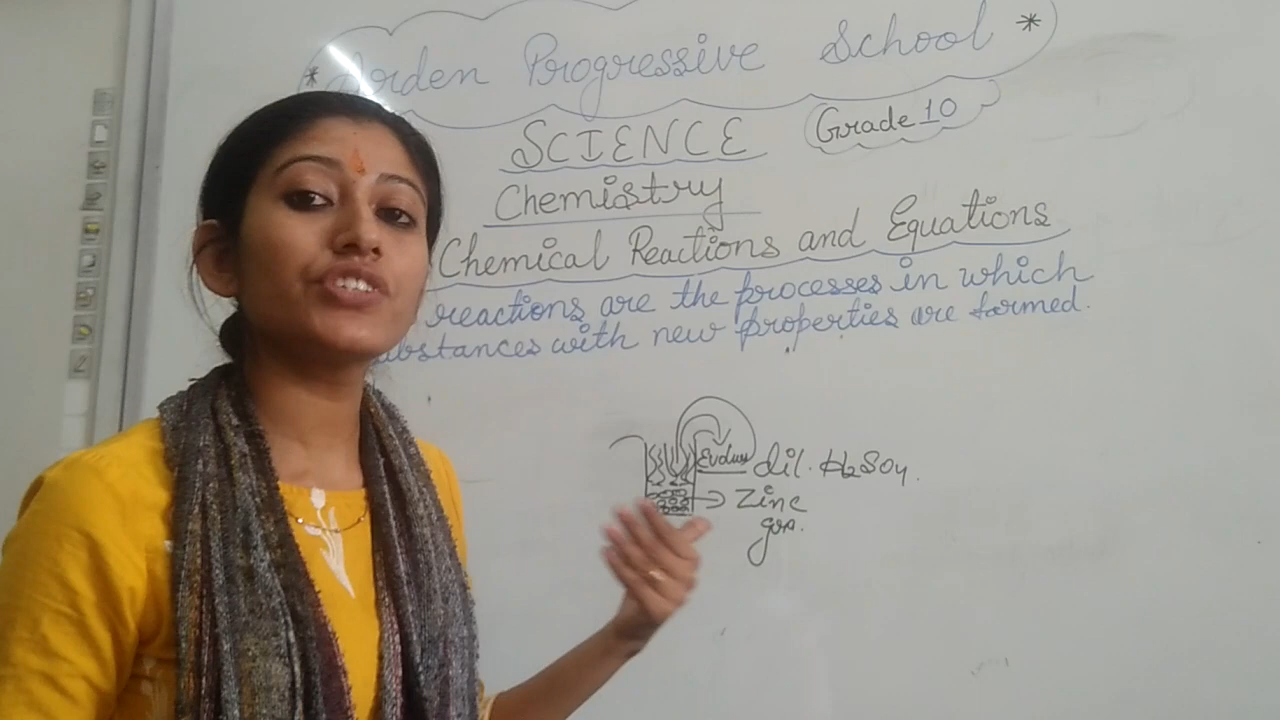 * Arden Progressive School *
SCIENCE
Grade 10
Chemistry
Chemical Reactions and Equations
reactions are the processes in which
substances with new properties are formed.
dil. H2SO4.
Zinc